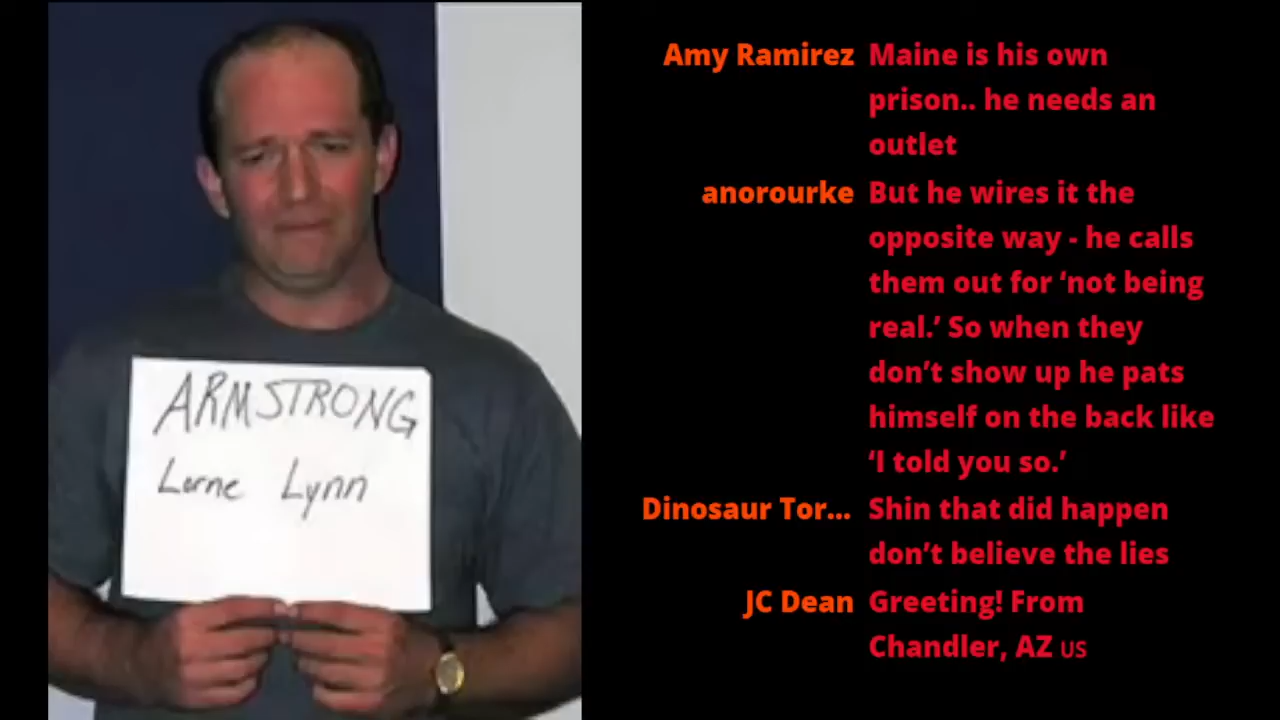 ARMSTRONG
Lorne Lynn
Amy Ramirez Maine is his own
prison.. he needs an
outlet
anorourke But he wires it the
opposite way - he calls
them out for ‘not being
real.’ So when they
don’t show up he pats
himself on the back like
‘I told you so.’
Dinosaur Tor... Shin that did happen
don’t believe the lies
JC Dean Greeting! From
Chandler, AZ US